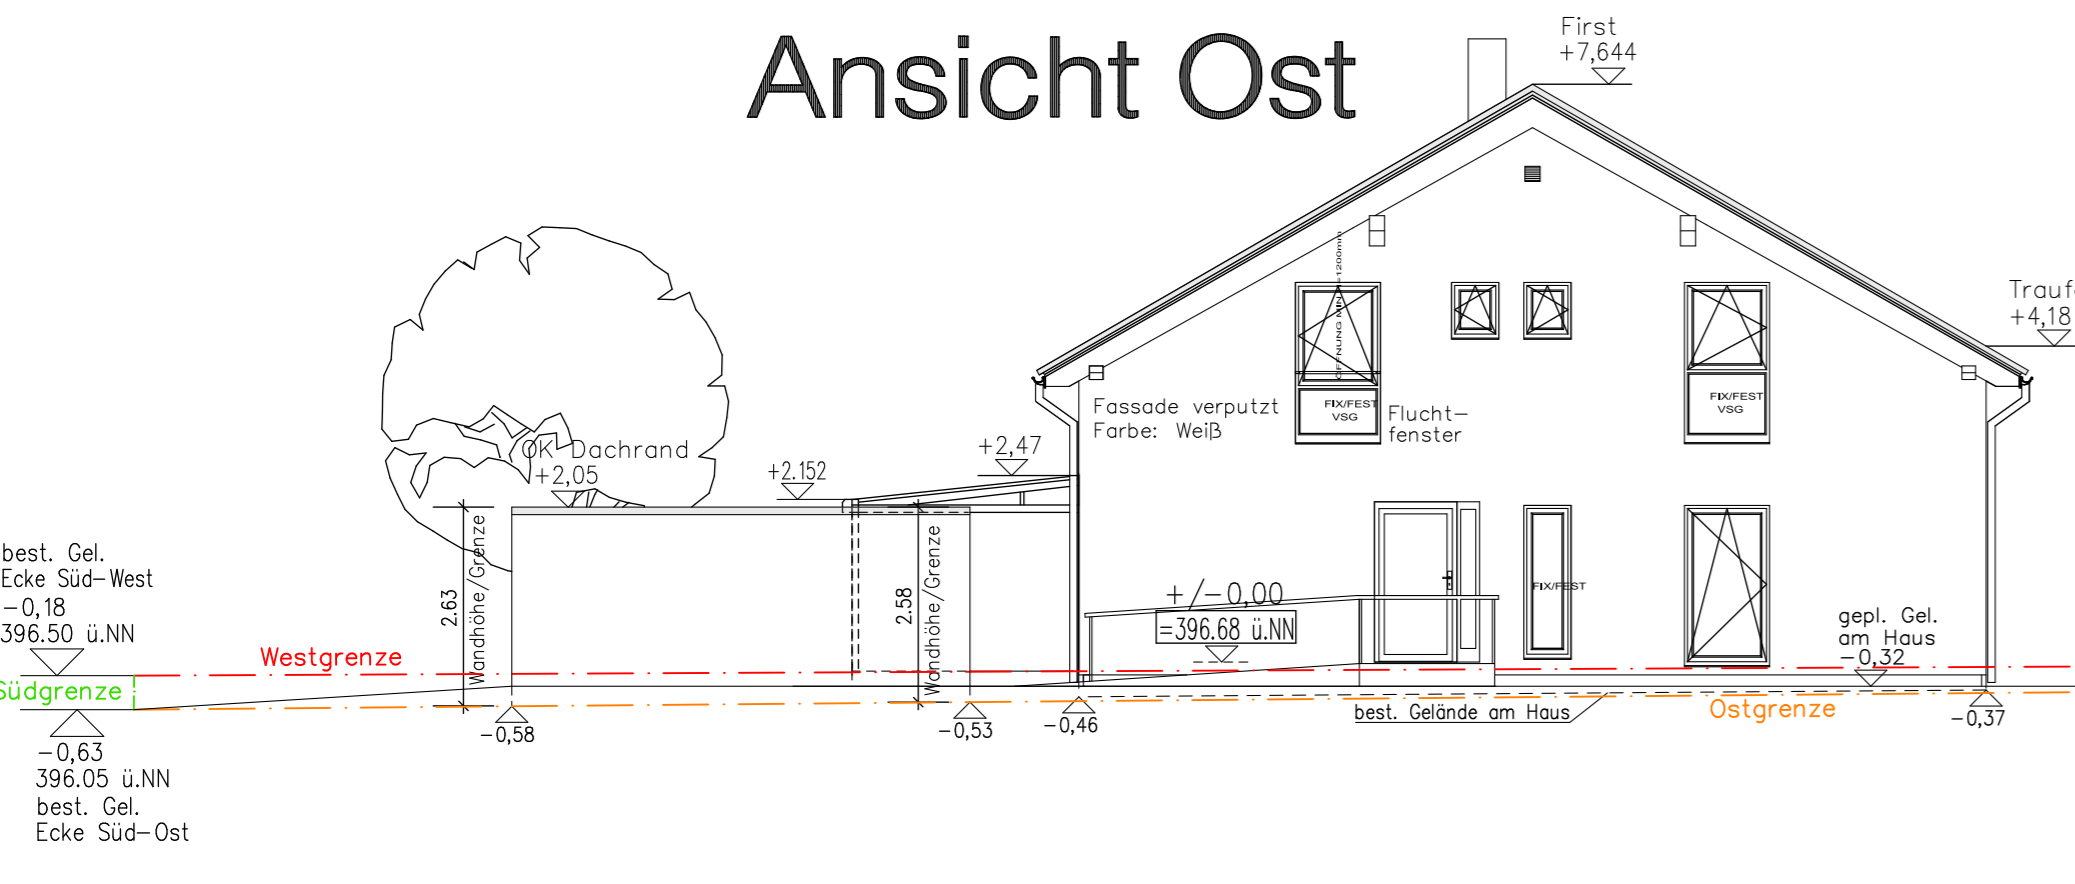 Ansicht Ost
First
+7,644
Traufe
+4,18
ÖFFNUNG MIN. H=1200mm
FIX/FEST
VSG
Flucht-
fenster
FIX/FEST
VSG
Fassade verputzt
Farbe: Weiß
OK Dachrand
+2,05
+2.152
+2,47
2.63
Wandhöhe/Grenze
2.58
Wandhöhe/Grenze
best. Gel.
Ecke Süd-West
-0,18
396.50 ü.NN
Westgrenze
Südgrenze
+/-0,00
=396.68 ü.NN
FIX/FEST
gepl. Gel.
am Haus
-0,32
best. Gelände am Haus
Ostgrenze
-0,58
-0,53
-0,46
-0,37
-0,63
396.05 ü.NN
best. Gel.
Ecke Süd-Ost